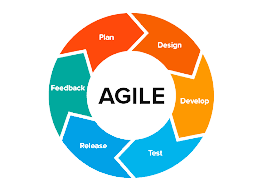 Plan
Design
Develop
Test
Release
Feedback
AGILE